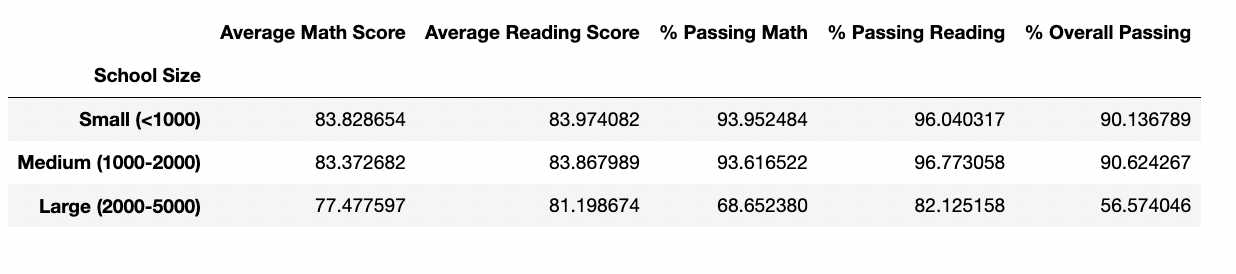 Average Math Score Average Reading Score % Passing Math % Passing Reading % Overall Passing
School Size
Small (<1000) 83.828654 83.974082 93.952484 96.040317 90.136789
Medium (1000-2000) 83.372682 83.867989 93.616522 96.773058 90.624267
Large (2000-5000) 77.477597 81.198674 68.652380 82.125158 56.574046